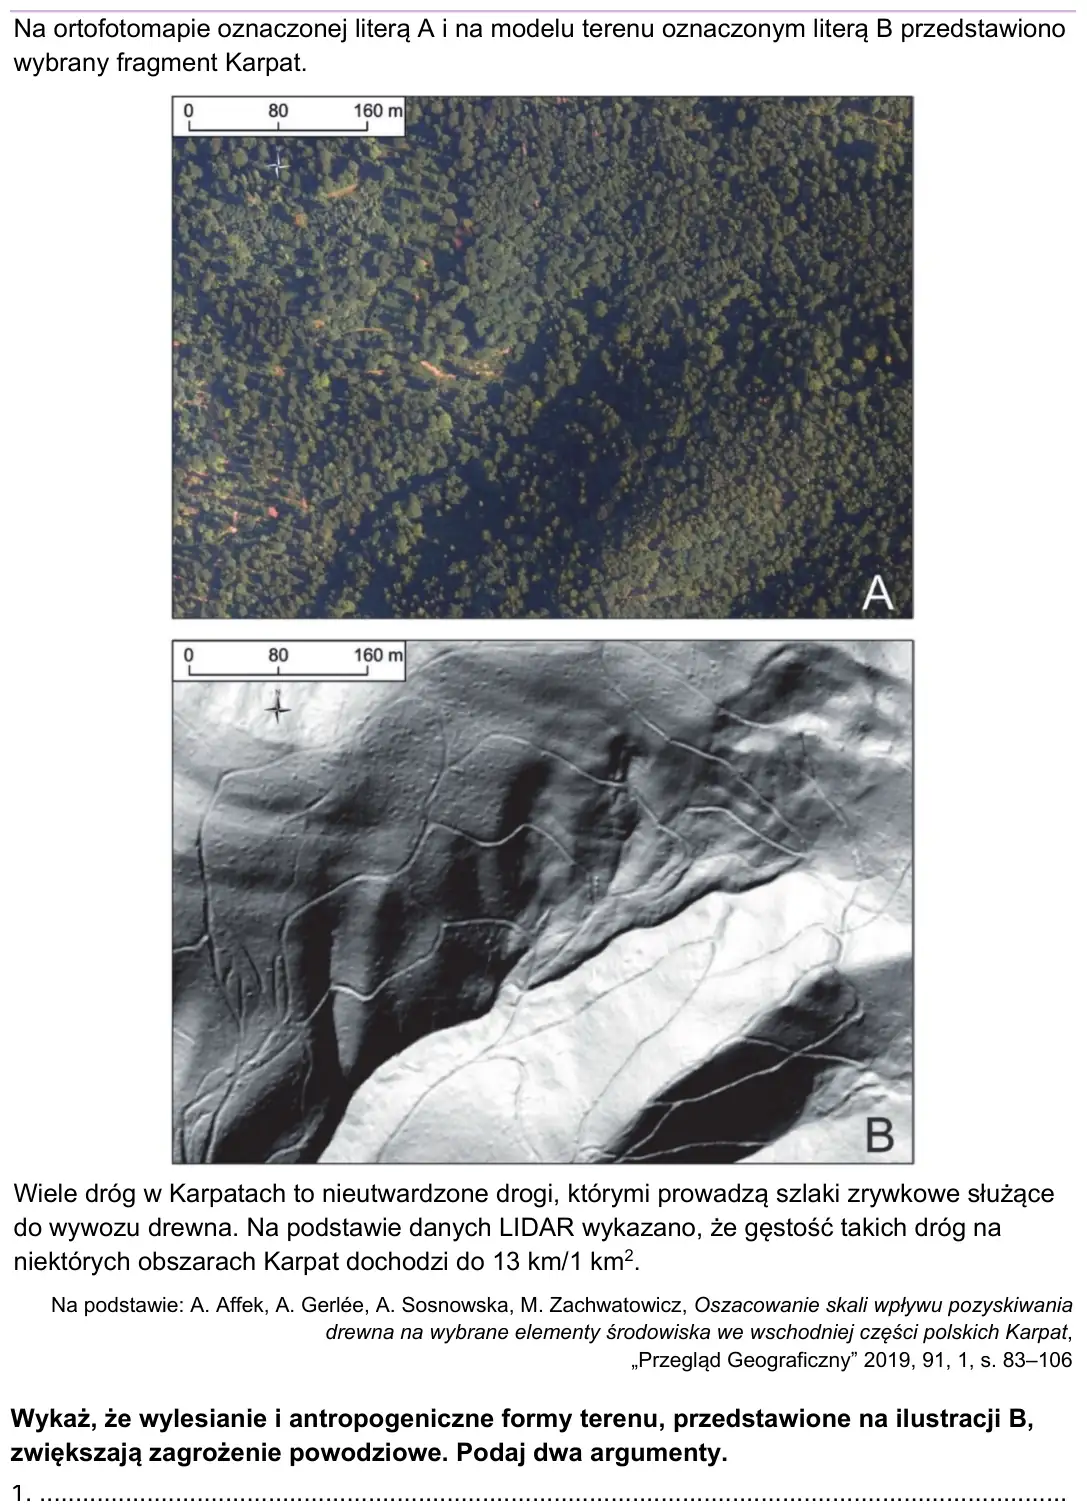 Na ortofotomapie oznaczonej literą A i na modelu terenu oznaczonym literą B przedstawiono
wybrany fragment Karpat.
0 80 160 m
A
0 80 160 m
N
B
Wiele dróg w Karpatach to nieutwardzone drogi, którymi prowadzą szlaki zrywkowe służące
do wywozu drewna. Na podstawie danych LIDAR wykazano, że gęstość takich dróg na
niektórych obszarach Karpat dochodzi do 13 km/1 km².
Na podstawie: A. Affek, A. Gerlée, A. Sosnowska, M. Zachwatowicz, Oszacowanie skali wpływu pozyskiwania
drewna na wybrane elementy środowiska we wschodniej części polskich Karpat,
„Przegląd Geograficzny” 2019, 91, 1, s. 83–106
Wykaż, że wylesianie i antropogeniczne formy terenu, przedstawione na ilustracji B,
zwiększają zagrożenie powodziowe. Podaj dwa argumenty.
1. ..........................................................................................................................................